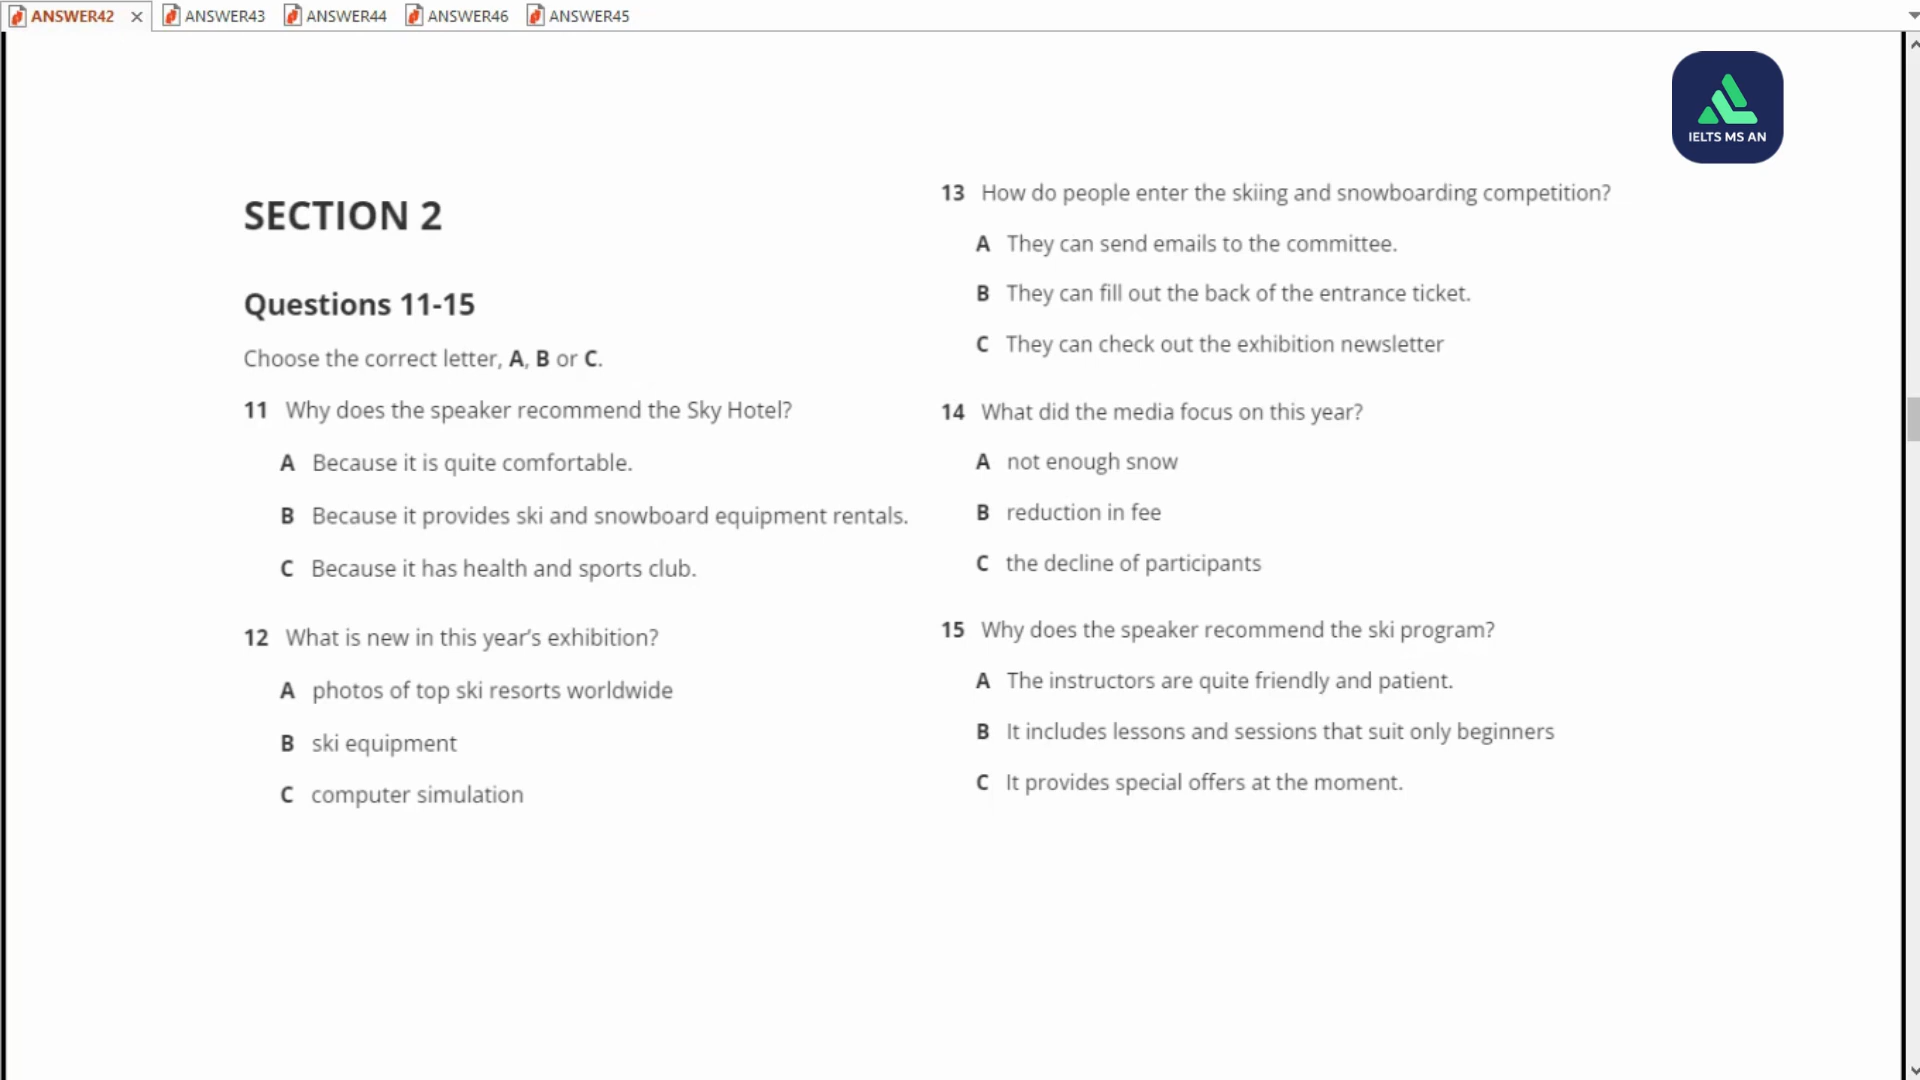 ANSWER42
ANSWER43
ANSWER44
ANSWER46
ANSWER45
IELTS MS AN
SECTION 2
Questions 11-15
Choose the correct letter, A, B or C.
11 Why does the speaker recommend the Sky Hotel?
A Because it is quite comfortable.
B Because it provides ski and snowboard equipment rentals.
C Because it has health and sports club.
12 What is new in this year's exhibition?
A photos of top ski resorts worldwide
B ski equipment
C computer simulation
13 How do people enter the skiing and snowboarding competition?
A They can send emails to the committee.
B They can fill out the back of the entrance ticket.
C They can check out the exhibition newsletter
14 What did the media focus on this year?
A not enough snow
B reduction in fee
C the decline of participants
15 Why does the speaker recommend the ski program?
A The instructors are quite friendly and patient.
B It includes lessons and sessions that suit only beginners
C It provides special offers at the moment.